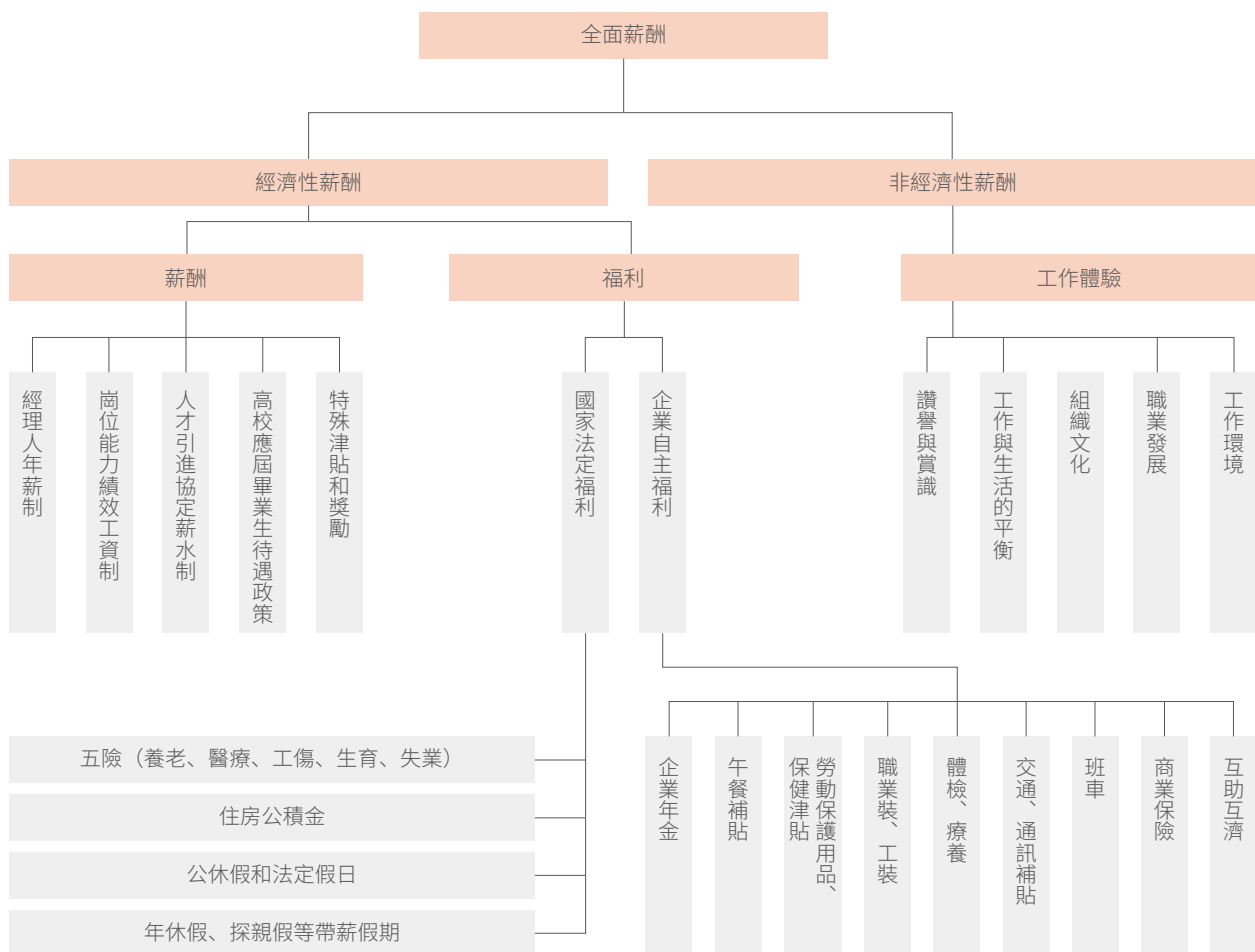 全面薪酬
經濟性薪酬
非經濟性薪酬
薪酬
福利
工作體驗
經理人年薪制
崗位能力績效工資制
人才引進協定薪水制
高校應屆畢業生待遇政策
特殊津貼和獎勵
國家法定福利
企業自主福利
讚譽與賞識
工作與生活的平衡
組織文化
職業發展
工作環境
五險（養老、醫療、工傷、生育、失業）
住房公積金
公休假和法定假日
年休假、探親假等帶薪假期
企業年金
午餐補貼
勞動保護用品、
保健津貼
職業裝、工裝
體檢、療養
交通、通訊補貼
班車
商業保險
互助互濟